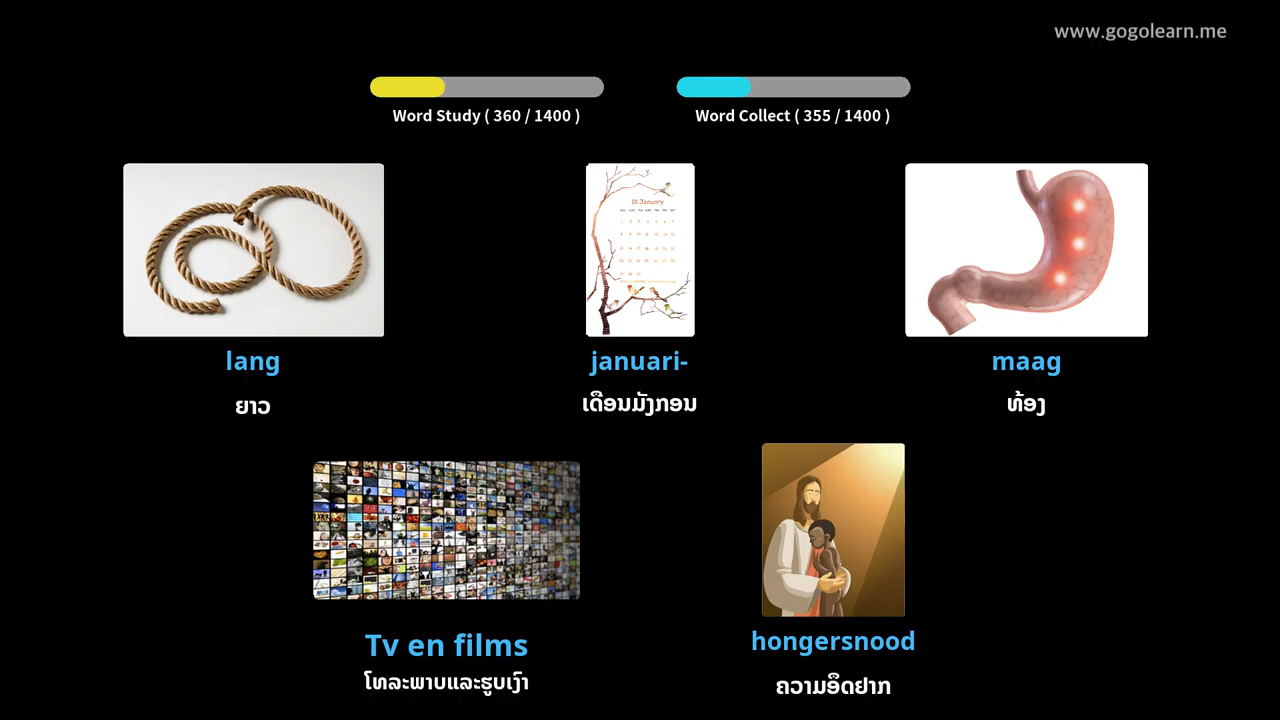 www.gogolearn.me
Word Study ( 360 / 1400 )
Word Collect ( 355 / 1400 )
01 January
lang
januari-
maag
ຍາວ
ເດືອນມັງກອນ
ທ້ອງ
Tv en films
hongersnood
ໂທລະພາບແລະຮູບເງົາ
ຄວາມອຶດຢາກ